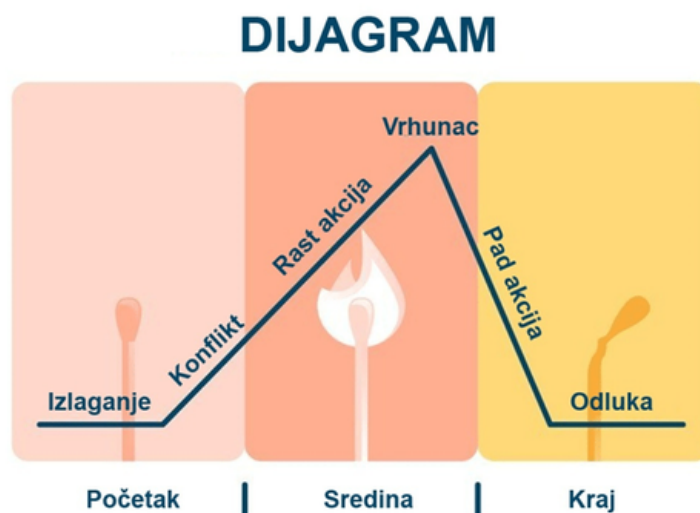 DIJAGRAM
Vrhunac
Rast akcija
Konflikt
Pad akcija
Izlaganje
Odluka
Početak
Sredina
Kraj